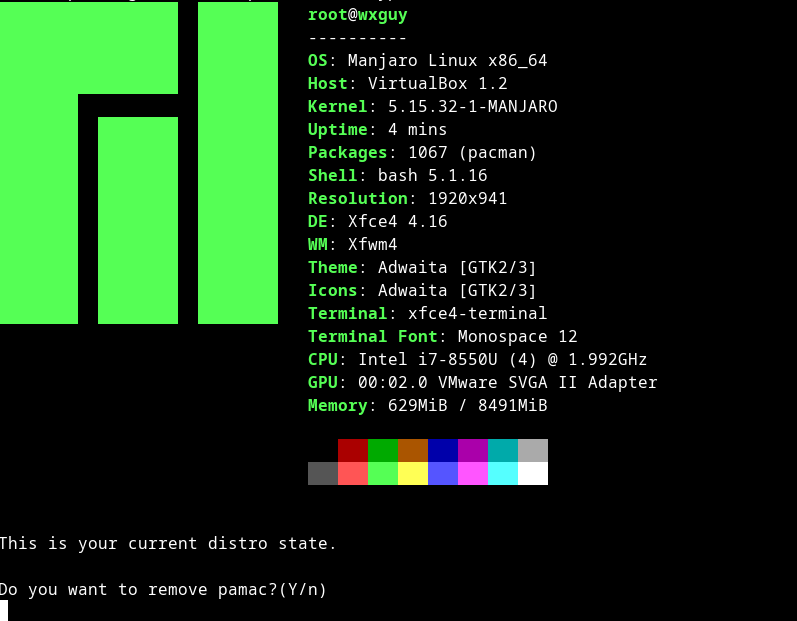 root@wxguy
----------
OS: Manjaro Linux x86_64
Host: VirtualBox 1.2
Kernel: 5.15.32-1-MANJARO
Uptime: 4 mins
Packages: 1067 (pacman)
Shell: bash 5.1.16
Resolution: 1920x941
DE: Xfce4 4.16
WM: Xfwm4
Theme: Adwaita [GTK2/3]
Icons: Adwaita [GTK2/3]
Terminal: xfce4-terminal
Terminal Font: Monospace 12
CPU: Intel i7-8550U (4) @ 1.992GHz
GPU: 00:02.0 VMware SVGA II Adapter
Memory: 629MiB / 8491MiB
This is your current distro state.
Do you want to remove pamac?(Y/n)